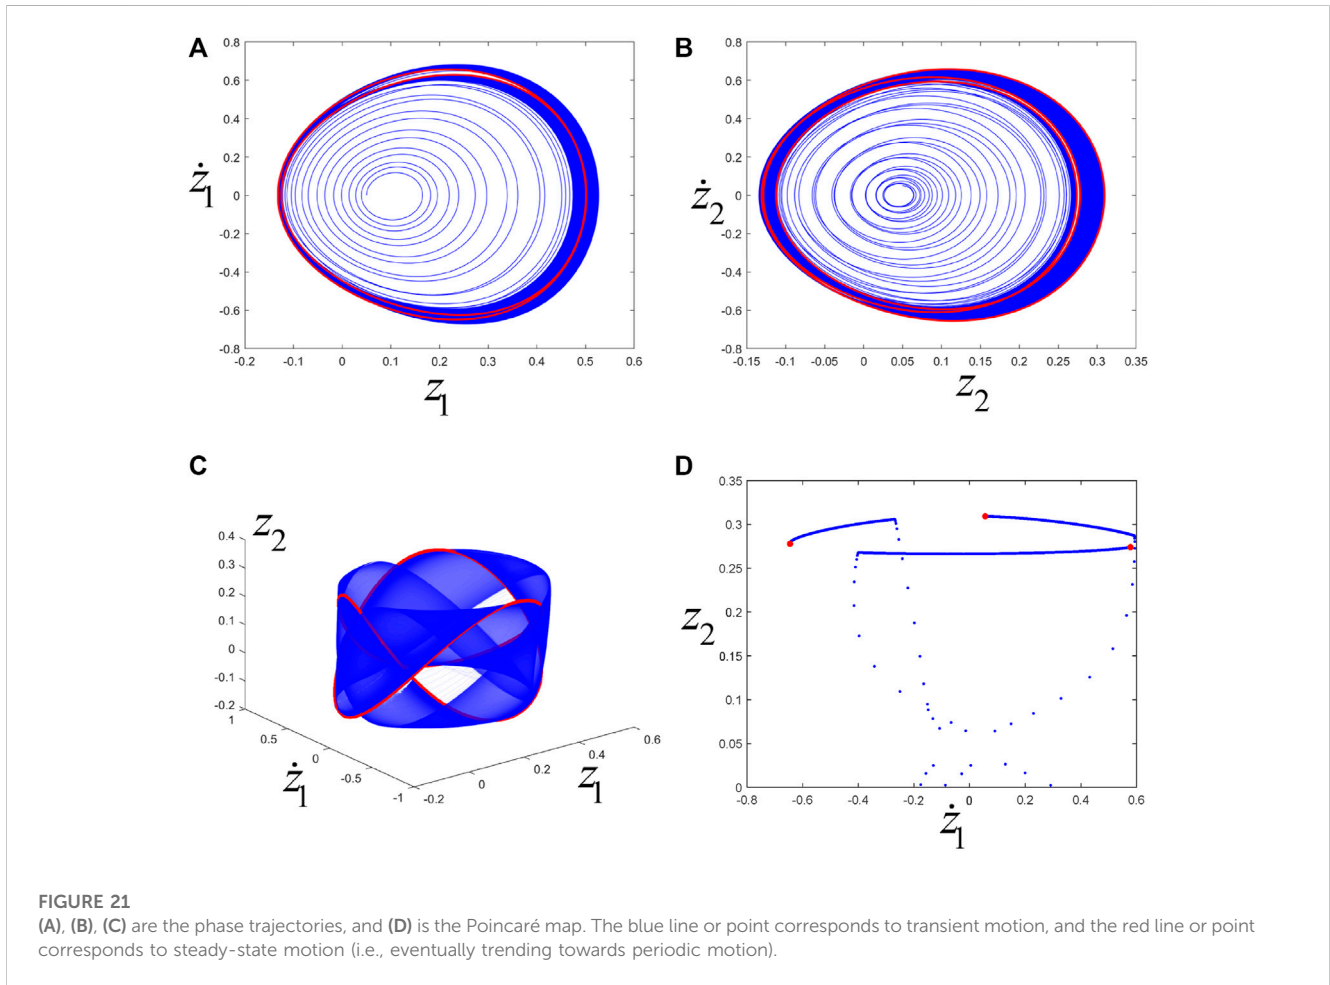 A
0.8
0.6
0.4
0.2
0
-0.2
-0.4
-0.6
-0.8
-0.2 -0.1 0 0.1 0.2 0.3 0.4 0.5 0.6
ż₁
z₁
B
0.8
0.6
0.4
0.2
0
-0.2
-0.4
-0.6
-0.8
-0.15 -0.1 -0.05 0 0.05 0.1 0.15 0.2 0.25 0.3 0.35
ż₂
z₂
C
z₂
0.4
0.3
0.2
0.1
0
-0.1
-0.2
1
0.5
0
-0.5
-1
ż₁
-0.2
0
0.2
0.4
0.6
z₁
D
0.35
0.3
0.25
0.2
0.15
0.1
0.05
0
-0.8 -0.6 -0.4 -0.2 0 0.2 0.4 0.6
z₂
ż₁
FIGURE 21
(A), (B), (C) are the phase trajectories, and (D) is the Poincaré map. The blue line or point corresponds to transient motion, and the red line or point
corresponds to steady-state motion (i.e., eventually trending towards periodic motion).